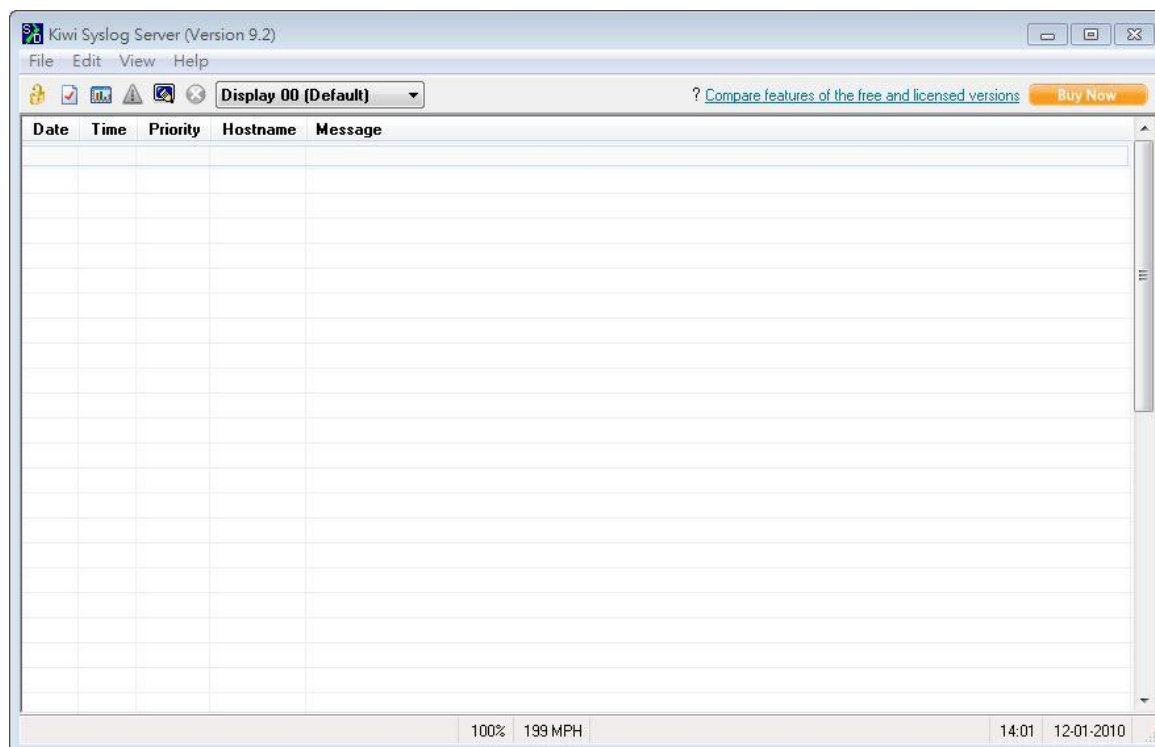 Kiwi Syslog Server (Version 9.2)
File Edit View Help
Display 00 (Default) ? Compare features of the free and licensed versions Buy Now
Date Time Priority Hostname Message
100% 199 MPH 14:01 12-01-2010